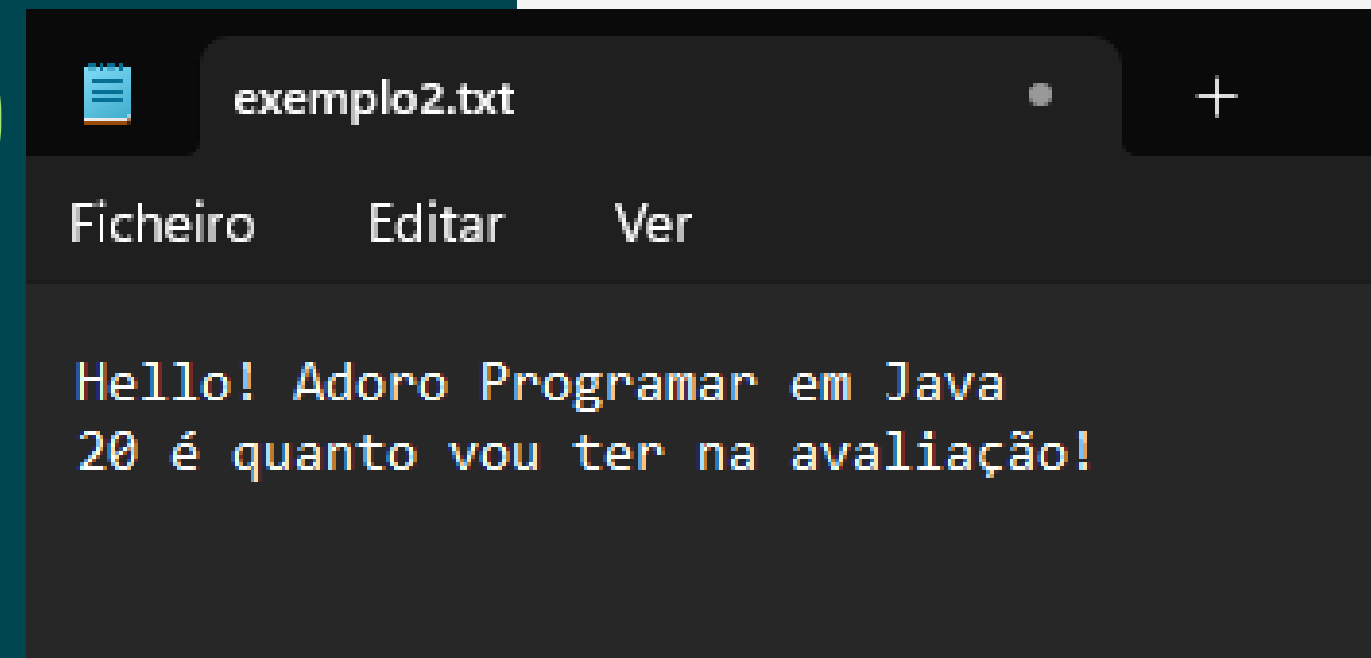 exemplo2.txt
Ficheiro Editar Ver
Hello! Adoro Programar em Java
20 é quanto vou ter na avaliação!